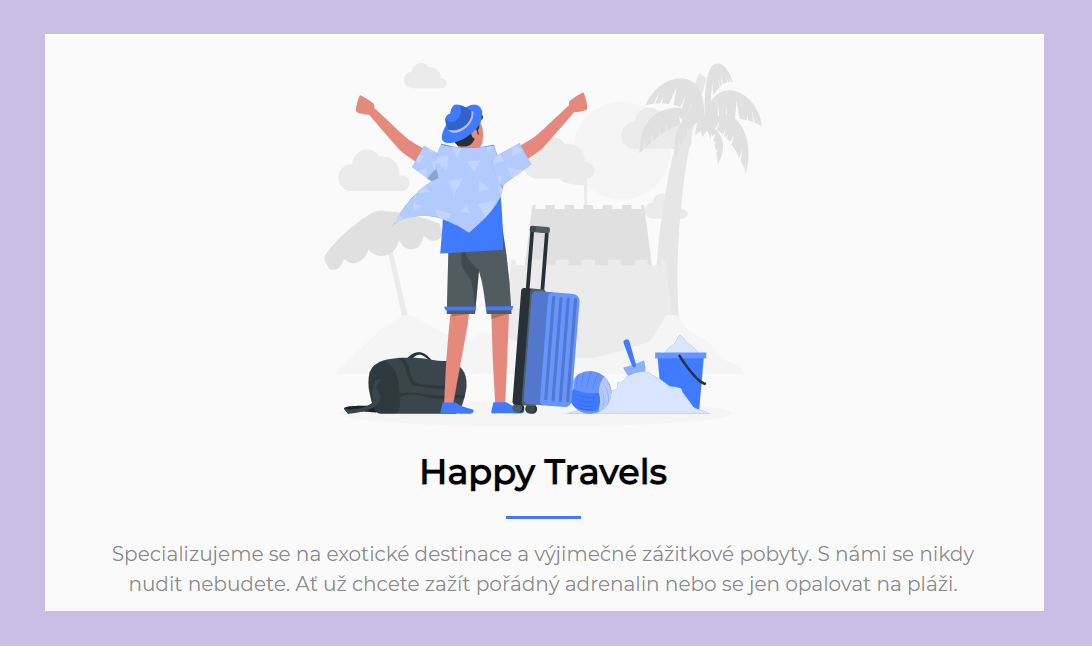 Happy Travels
Specializujeme se na exotické destinace a výjimečné zážitkové pobyty. S námi se nikdy
nudit nebudete. Ať už chcete zažít pořádný adrenalin nebo se jen opalovat na pláži.